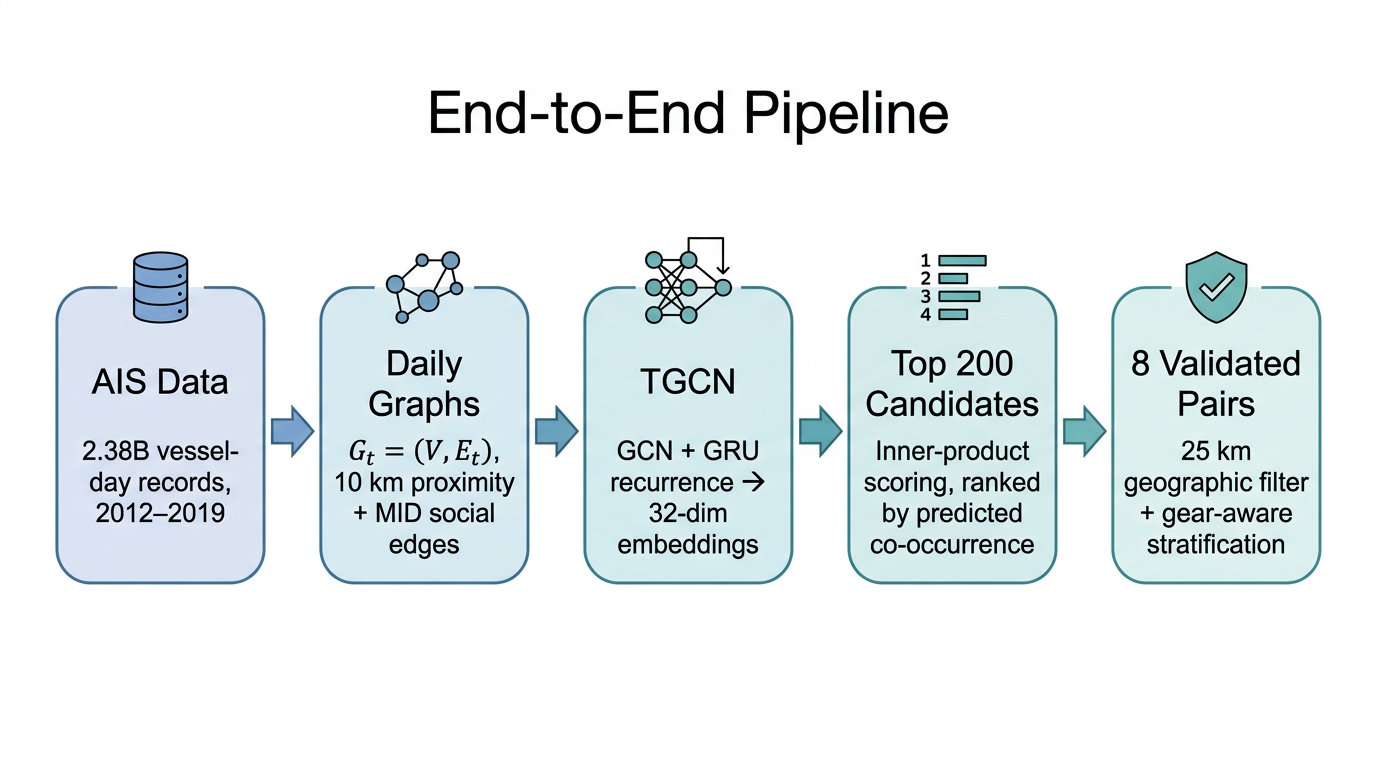 End-to-End Pipeline
AIS Data
2.38B vessel-
day records,
2012–2019
Daily
Graphs
G_t = (V, E_t),
10 km proximity
+ MID social
edges
TGCN
GCN + GRU
recurrence →
32-dim
embeddings
1
2
3
4
Top 200
Candidates
Inner-product
scoring, ranked
by predicted
co-occurrence
8 Validated
Pairs
25 km
geographic filter
+ gear-aware
stratification